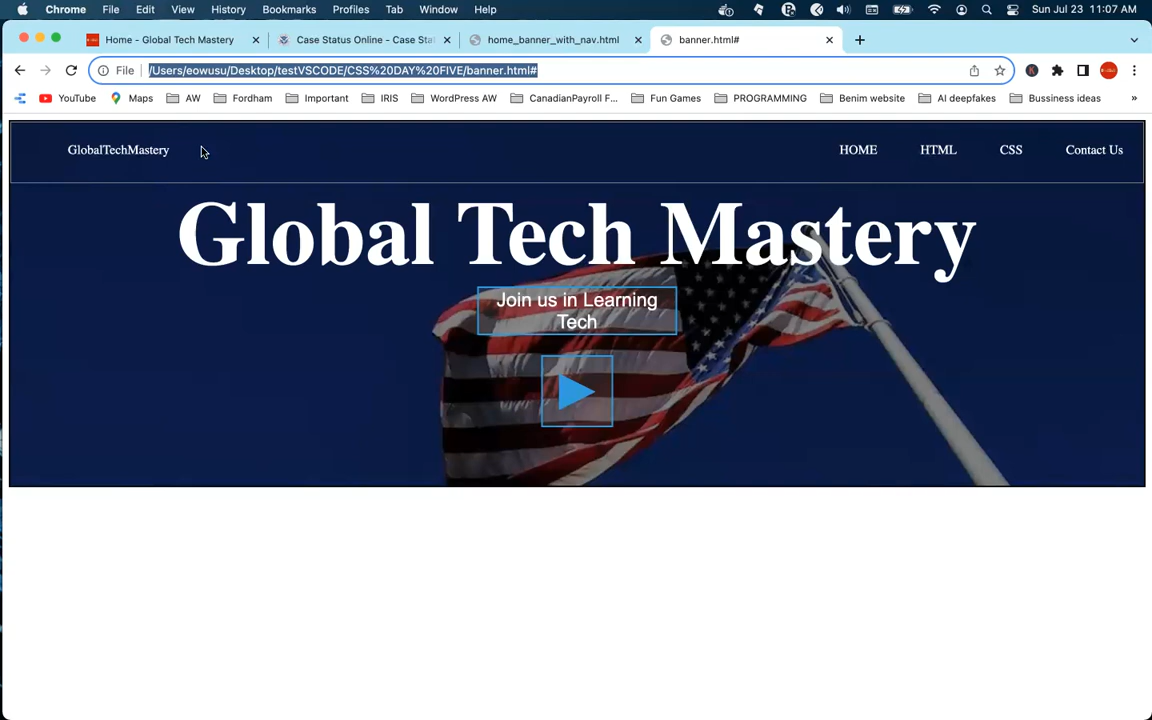 Chrome File Edit View History Bookmarks Profiles Tab Window Help Sun Jul 23 11:07 AM
Home - Global Tech Mastery Case Status Online - Case Sta home_banner_with_nav.html banner.html#
File /Users/eowusu/Desktop/testVSCODE/CSS%20DAY%20FIVE/banner.html#
YouTube Maps AW Fordham Important IRIS WordPress AW CanadianPayroll F... Fun Games PROGRAMMING Benim website AI deepfakes Bussiness ideas »
GlobalTechMastery HOME HTML CSS Contact Us
Global Tech Mastery
Join us in Learning
Tech